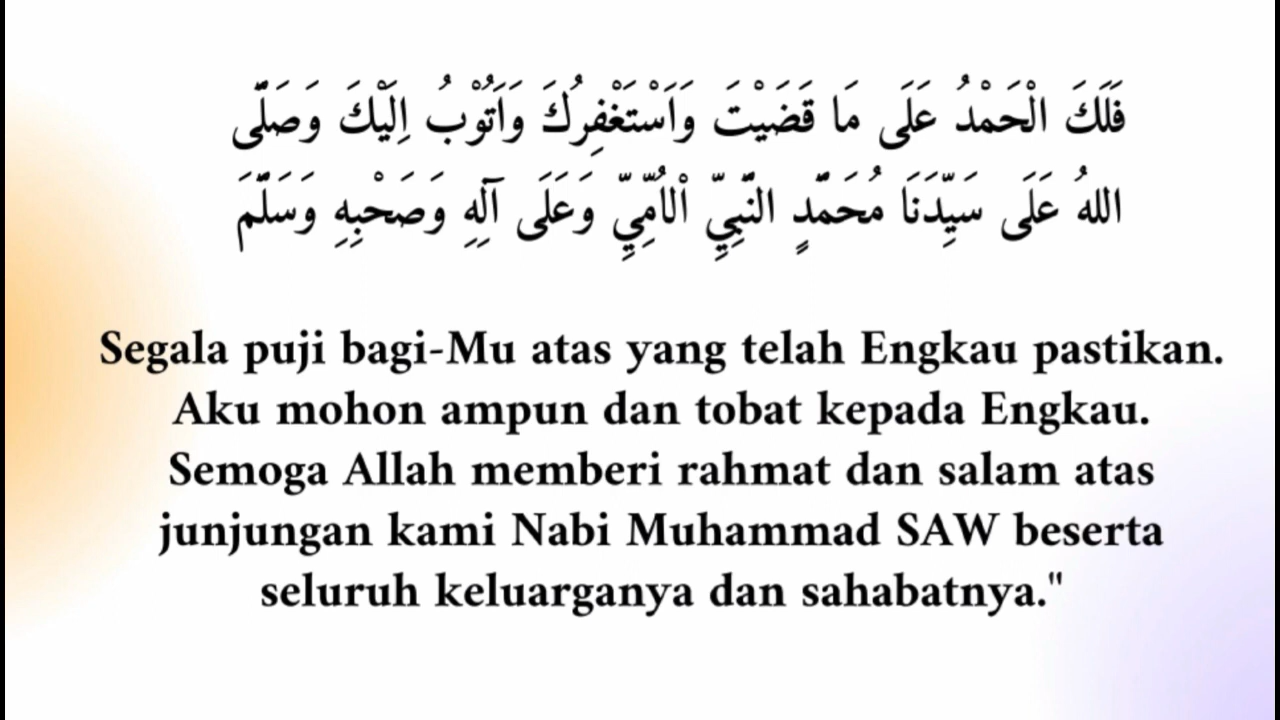 فَلَكَ الْحَمْدُ عَلَى مَا قَضَيْتَ وَاَسْتَغْفِرُكَ وَاَتُوْبُ اِلَيْكَ وَصَلَّى
اللهُ عَلَى سَيِّدَنَا مُحَمَّدٍ النَّبِيِّ الْاُمِّيِّ وَعَلَى آلِهِ وَصَحْبِهِ وَسَلَّمَ
Segala puji bagi-Mu atas yang telah Engkau pastikan.
Aku mohon ampun dan tobat kepada Engkau.
Semoga Allah memberi rahmat dan salam atas
junjungan kami Nabi Muhammad SAW beserta
seluruh keluarganya dan sahabatnya."